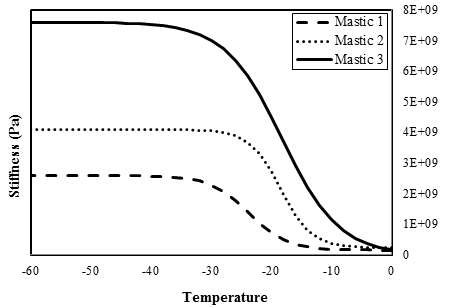 Mastic 1
Mastic 2
Mastic 3
8E+09
7E+09
6E+09
5E+09
4E+09
3E+09
2E+09
1E+09
0
Stiffness (Pa)
-60 -50 -40 -30 -20 -10 0
Temperature